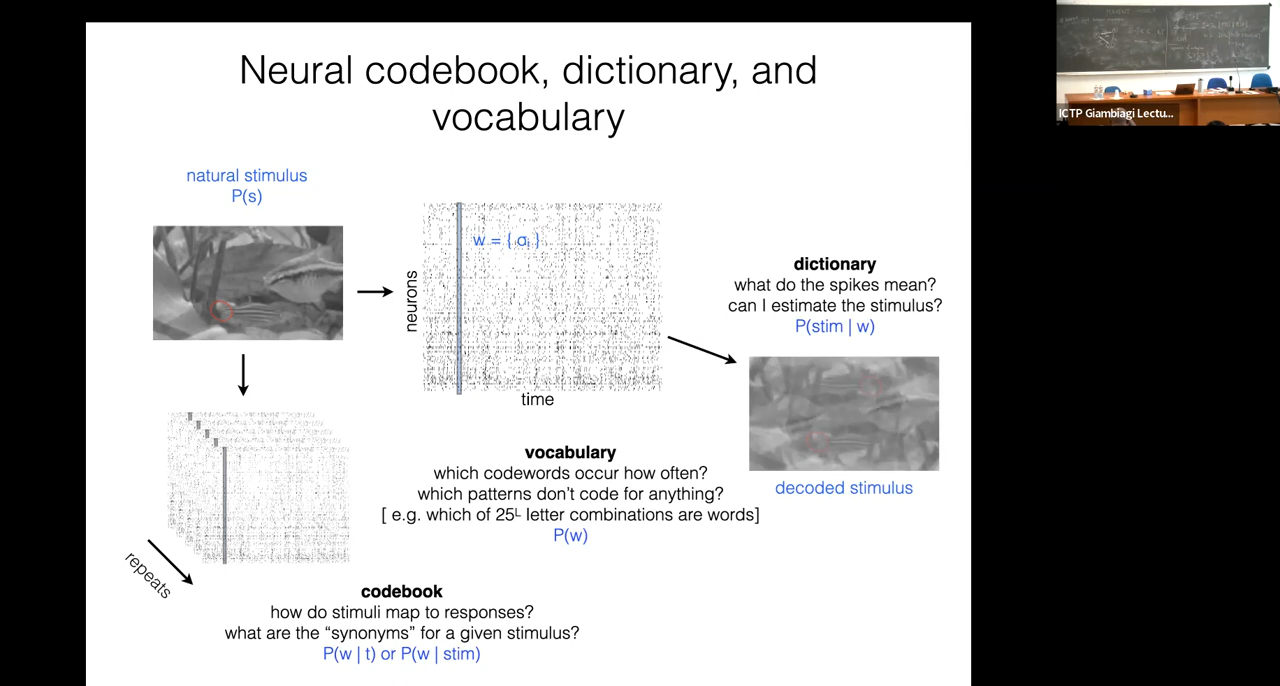 Neural codebook, dictionary, and
vocabulary
natural stimulus
P(s)
w = { σᵢ }
neurons
time
dictionary
what do the spikes mean?
can I estimate the stimulus?
P(stim | w)
decoded stimulus
vocabulary
which codewords occur how often?
which patterns don't code for anything?
[ e.g. which of 25ᴸ letter combinations are words]
P(w)
repeats
codebook
how do stimuli map to responses?
what are the “synonyms” for a given stimulus?
P(w | t) or P(w | stim)
ICTP Giambiagi Lectu...